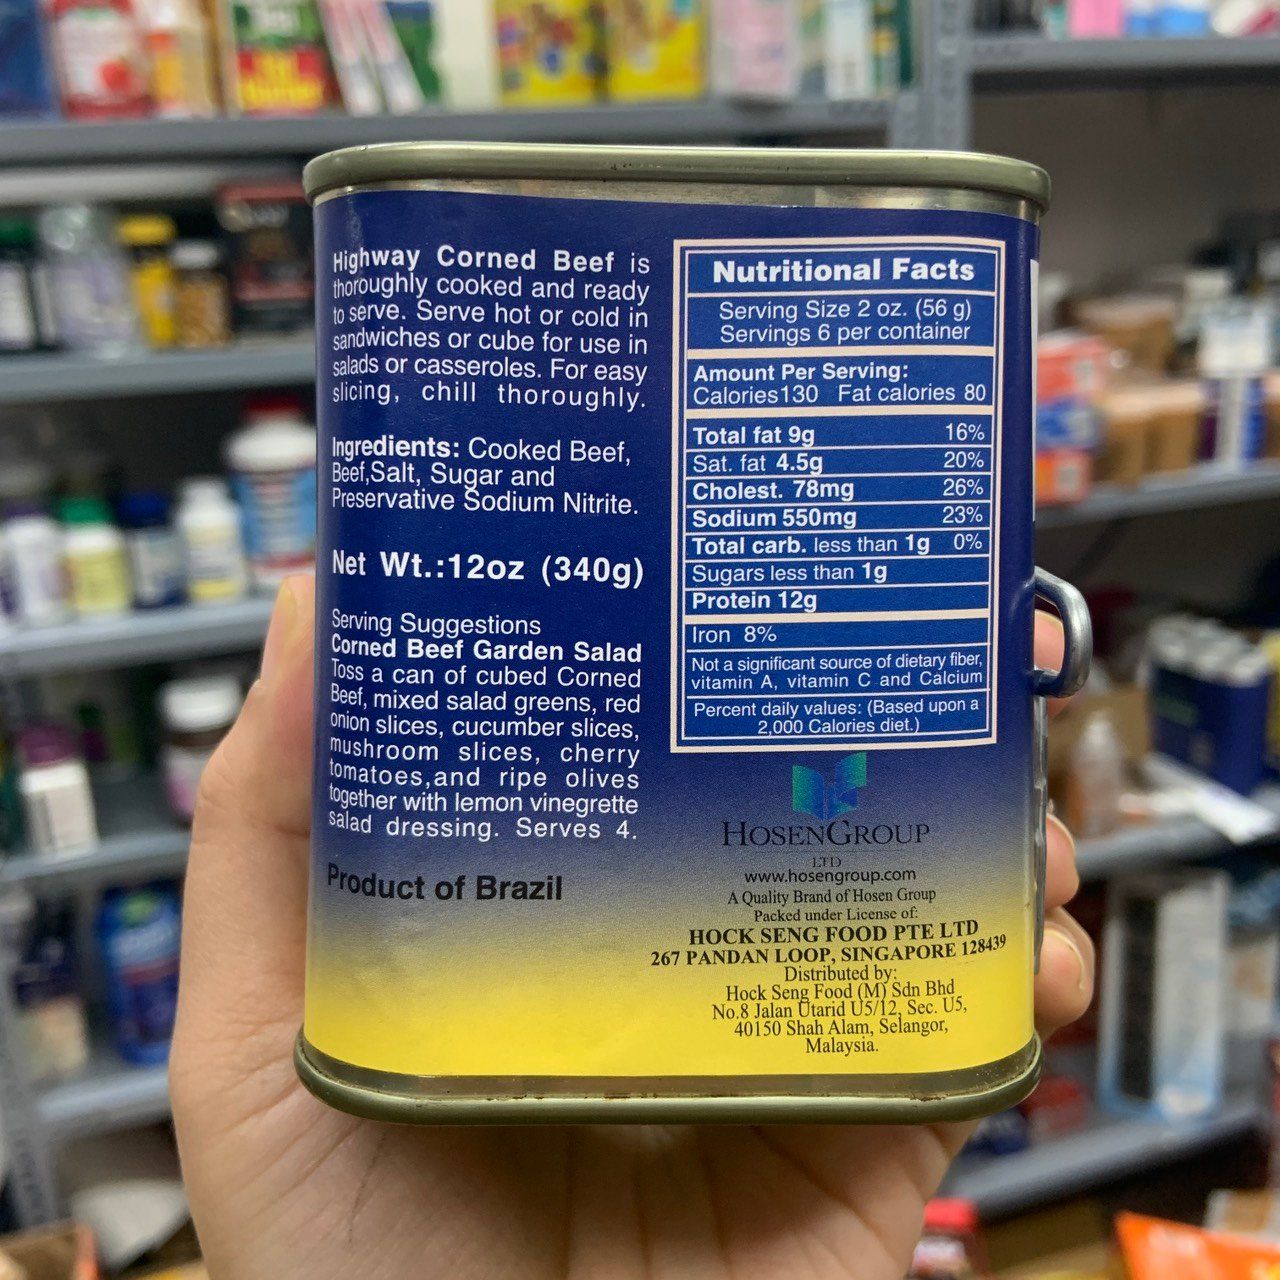 Highway Corned Beef is
thoroughly cooked and ready
to serve. Serve hot or cold in
sandwiches or cube for use in
salads or casseroles. For easy
slicing, chill thoroughly.
Ingredients: Cooked Beef,
Beef,Salt, Sugar and
Preservative Sodium Nitrite.
Net Wt.:12oz (340g)
Serving Suggestions
Corned Beef Garden Salad
Toss a can of cubed Corned
Beef, mixed salad greens, red
onion slices, cucumber slices,
mushroom slices, cherry
tomatoes,and ripe olives
together with lemon vinegrette
salad dressing. Serves 4.
Product of Brazil
Nutritional Facts
Serving Size 2 oz. (56 g)
Servings 6 per container
Amount Per Serving:
Calories130 Fat calories 80
Total fat 9g 16%
Sat. fat 4.5g 20%
Cholest. 78mg 26%
Sodium 550mg 23%
Total carb. less than 1g 0%
Sugars less than 1g
Protein 12g
Iron 8%
Not a significant source of dietary fiber,
vitamin A, vitamin C and Calcium
Percent daily values: (Based upon a
2,000 Calories diet.)
HOSENGROUP
LTD
www.hosengroup.com
A Quality Brand of Hosen Group
Packed under License of:
HOCK SENG FOOD PTE LTD
267 PANDAN LOOP, SINGAPORE 128439
Distributed by:
Hock Seng Food (M) Sdn Bhd
No.8 Jalan Utarid U5/12, Sec. U5,
40150 Shah Alam, Selangor,
Malaysia.